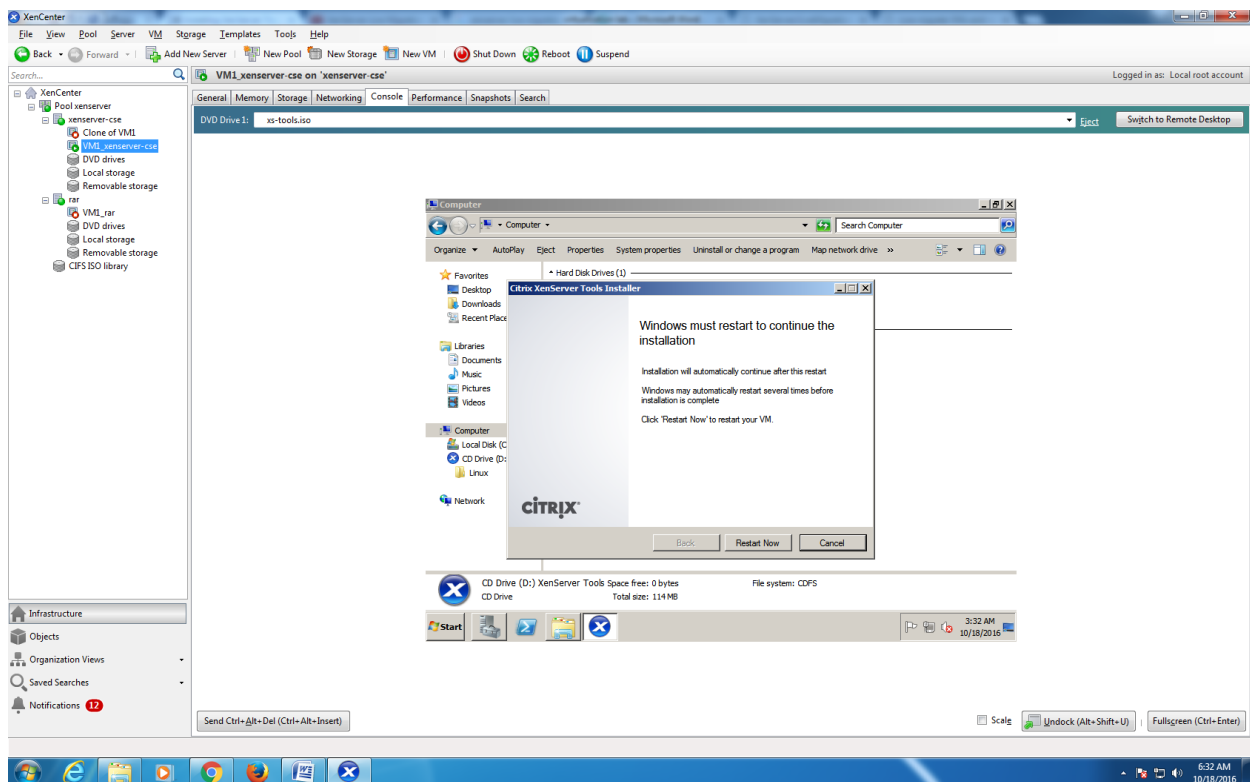 XenCenter
File View Pool Server VM Storage Templates Tools Help
Back Forward Add New Server New Pool New Storage New VM Shut Down Reboot Suspend
Search...
VM1_xenserver-cse on 'xenserver-cse'
Logged in as: Local root account
XenCenter
Pool xenserver
xenserver-cse
Clone of VM1
VM1_xenserver-cse
DVD drives
Local storage
Removable storage
rar
VM1_rar
DVD drives
Local storage
Removable storage
CIFS ISO library
General Memory Storage Networking Console Performance Snapshots Search
DVD Drive 1: xs-tools.iso Eject Switch to Remote Desktop
Computer
Computer Search Computer
Organize AutoPlay Eject Properties System properties Uninstall or change a program Map network drive »
Favorites
Desktop
Downloads
Recent Place
Libraries
Documents
Music
Pictures
Videos
Computer
Local Disk (C
CD Drive (D:
Linux
Network
Hard Disk Drives (1)
Citrix XenServer Tools Installer
Windows must restart to continue the
installation
Installation will automatically continue after this restart
Windows may automatically restart several times before
installation is complete
Click 'Restart Now' to restart your VM.
CITRIX
Back Restart Now Cancel
CD Drive (D:) XenServer Tools Space free: 0 bytes File system: CDFS
CD Drive Total size: 114 MB
Start
3:32 AM
10/18/2016
Infrastructure
Objects
Organization Views
Saved Searches
Notifications 12
Send Ctrl+Alt+Del (Ctrl+Alt+Insert)
Scale Undock (Alt+Shift+U) Fullscreen (Ctrl+Enter)
6:32 AM
10/18/2016